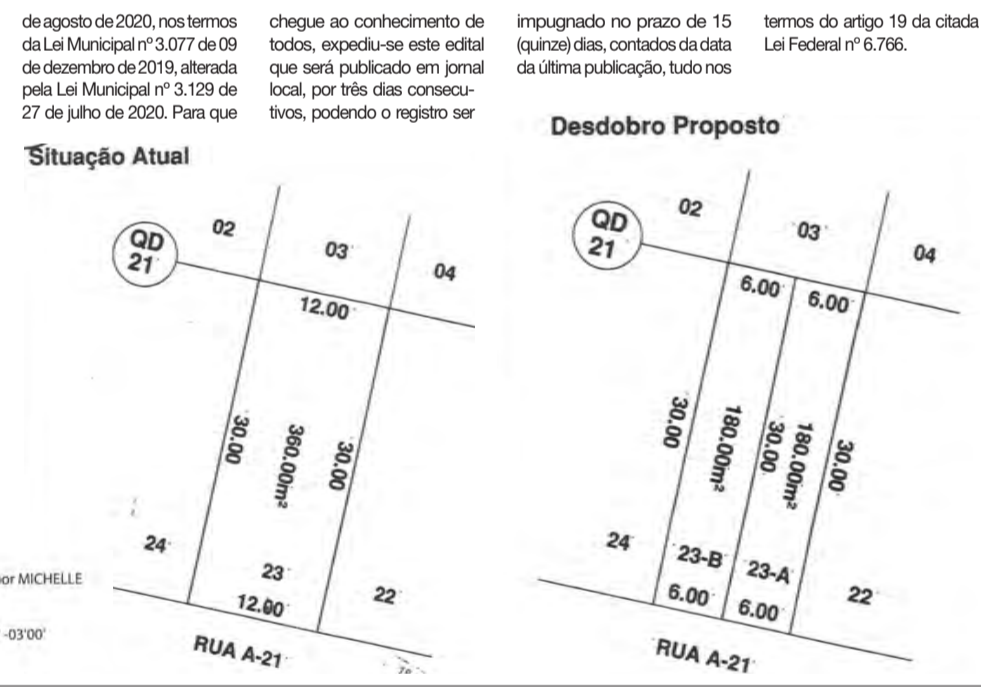 de agosto de 2020, nos termos
da Lei Municipal nº 3.077 de 09
de dezembro de 2019, alterada
pela Lei Municipal nº 3.129 de
27 de julho de 2020. Para que
chegue ao conhecimento de
todos, expediu-se este edital
que será publicado em jornal
local, por três dias consecu-
tivos, podendo o registro ser
impugnado no prazo de 15
(quinze) dias, contados da data
da última publicação, tudo nos
termos do artigo 19 da citada
Lei Federal nº 6.766.
Situação Atual
QD
21
02
03
04
12.00
30.00
360.00m²
30.00
24
23
22
12.00
RUA A-21
or MICHELLE
-03'00'
Desdobro Proposto
QD
21
02
03
04
6.00
6.00
30.00
180.00m²
30.00
180.00m²
30.00
24
23-B
23-A
22
6.00
6.00
RUA A-21